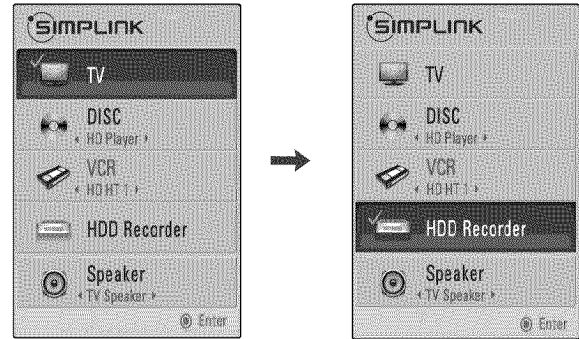 SIMPLINK
TV
DISC
◂ HD Player ▸
VCR
◂ HD HT 1 ▸
HDD Recorder
Speaker
◂ TV Speaker ▸
◉ Enter
SIMPLINK
TV
DISC
◂ HD Player ▸
VCR
◂ HD HT 1 ▸
HDD Recorder
Speaker
◂ TV Speaker ▸
◉ Enter